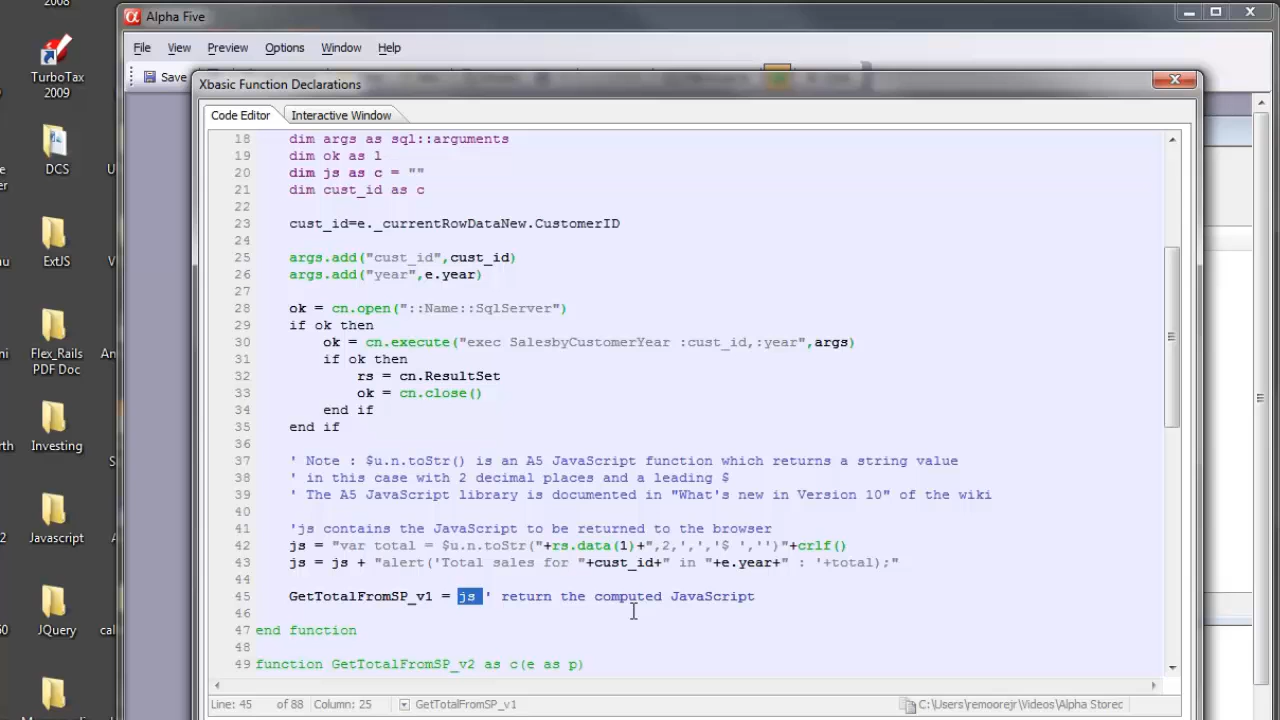 2008
Alpha Five
File View Preview Options Window Help
TurboTax
2009
Save
Xbasic Function Declarations
Code Editor Interactive Window
18 dim args as sql::arguments
19 dim ok as l
20 dim js as c = ""
21 dim cust_id as c
22
23 cust_id=e._currentRowDataNew.CustomerID
24
25 args.add("cust_id",cust_id)
26 args.add("year",e.year)
27
28 ok = cn.open("::Name::SqlServer")
29 if ok then
30 ok = cn.execute("exec SalesbyCustomerYear :cust_id,:year",args)
31 if ok then
32 rs = cn.ResultSet
33 ok = cn.close()
34 end if
35 end if
36
37 ' Note : $u.n.toStr() is an A5 JavaScript function which returns a string value
38 ' in this case with 2 decimal places and a leading $
39 ' The A5 JavaScript library is documented in "What's new in Version 10" of the wiki
40
41 'js contains the JavaScript to be returned to the browser
42 js = "var total = $u.n.toStr("+rs.data(1)+",2,',','$ ','')"+crlf()
43 js = js + "alert('Total sales for "+cust_id+" in "+e.year+" : '+total);"
44
45 GetTotalFromSP_v1 = js ' return the computed JavaScript
46
47 end function
48
49 function GetTotalFromSP_v2 as c(e as p)
Line: 45 of 88 Column: 25 GetTotalFromSP_v1 C:\Users\remoorejr\Videos\Alpha Storec
DCS
ExtJS
Flex_Rails
PDF Doc
Investing
Javascript
JQuery